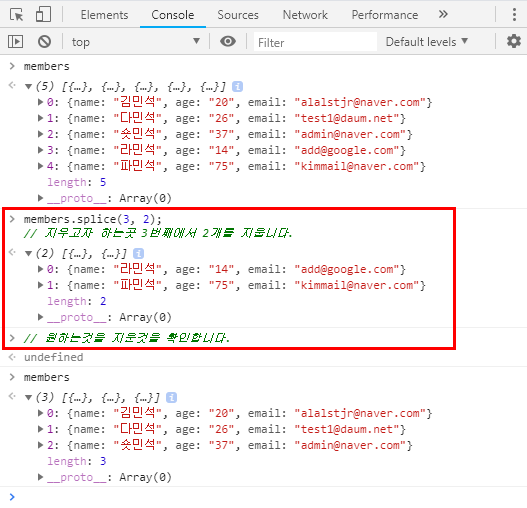 Elements Console Sources Network Performance »
top Filter Default levels
> members
(5) [{…}, {…}, {…}, {…}, {…}] i
0: {name: "김민석", age: "20", email: "alalstjr@naver.com"}
1: {name: "다민석", age: "26", email: "test1@daum.net"}
2: {name: "숏민석", age: "37", email: "admin@naver.com"}
3: {name: "라민석", age: "14", email: "add@google.com"}
4: {name: "파민석", age: "75", email: "kimmail@naver.com"}
length: 5
__proto__: Array(0)
> members.splice(3, 2);
// 지우고자 하는곳 3번째에서 2개를 지웁니다.
(2) [{…}, {…}] i
0: {name: "라민석", age: "14", email: "add@google.com"}
1: {name: "파민석", age: "75", email: "kimmail@naver.com"}
length: 2
__proto__: Array(0)
> // 원하는것을 지운것을 확인합니다.
undefined
> members
(3) [{…}, {…}, {…}] i
0: {name: "김민석", age: "20", email: "alalstjr@naver.com"}
1: {name: "다민석", age: "26", email: "test1@daum.net"}
2: {name: "숏민석", age: "37", email: "admin@naver.com"}
length: 3
__proto__: Array(0)
>